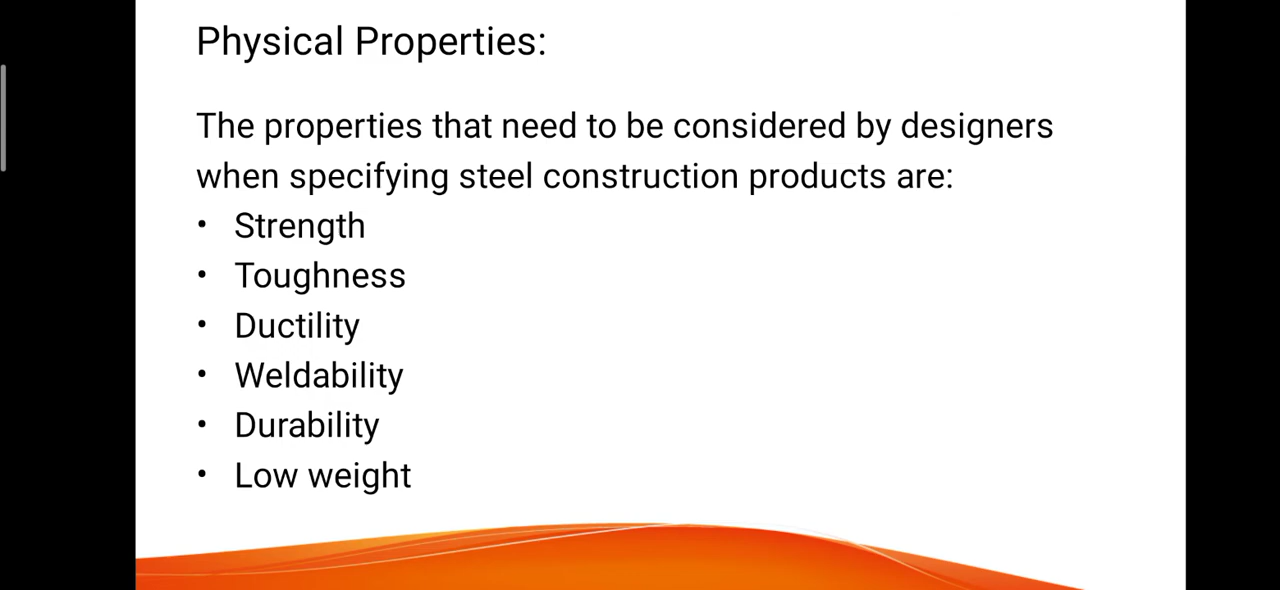 Physical Properties:
The properties that need to be considered by designers
when specifying steel construction products are:
• Strength
• Toughness
• Ductility
• Weldability
• Durability
• Low weight